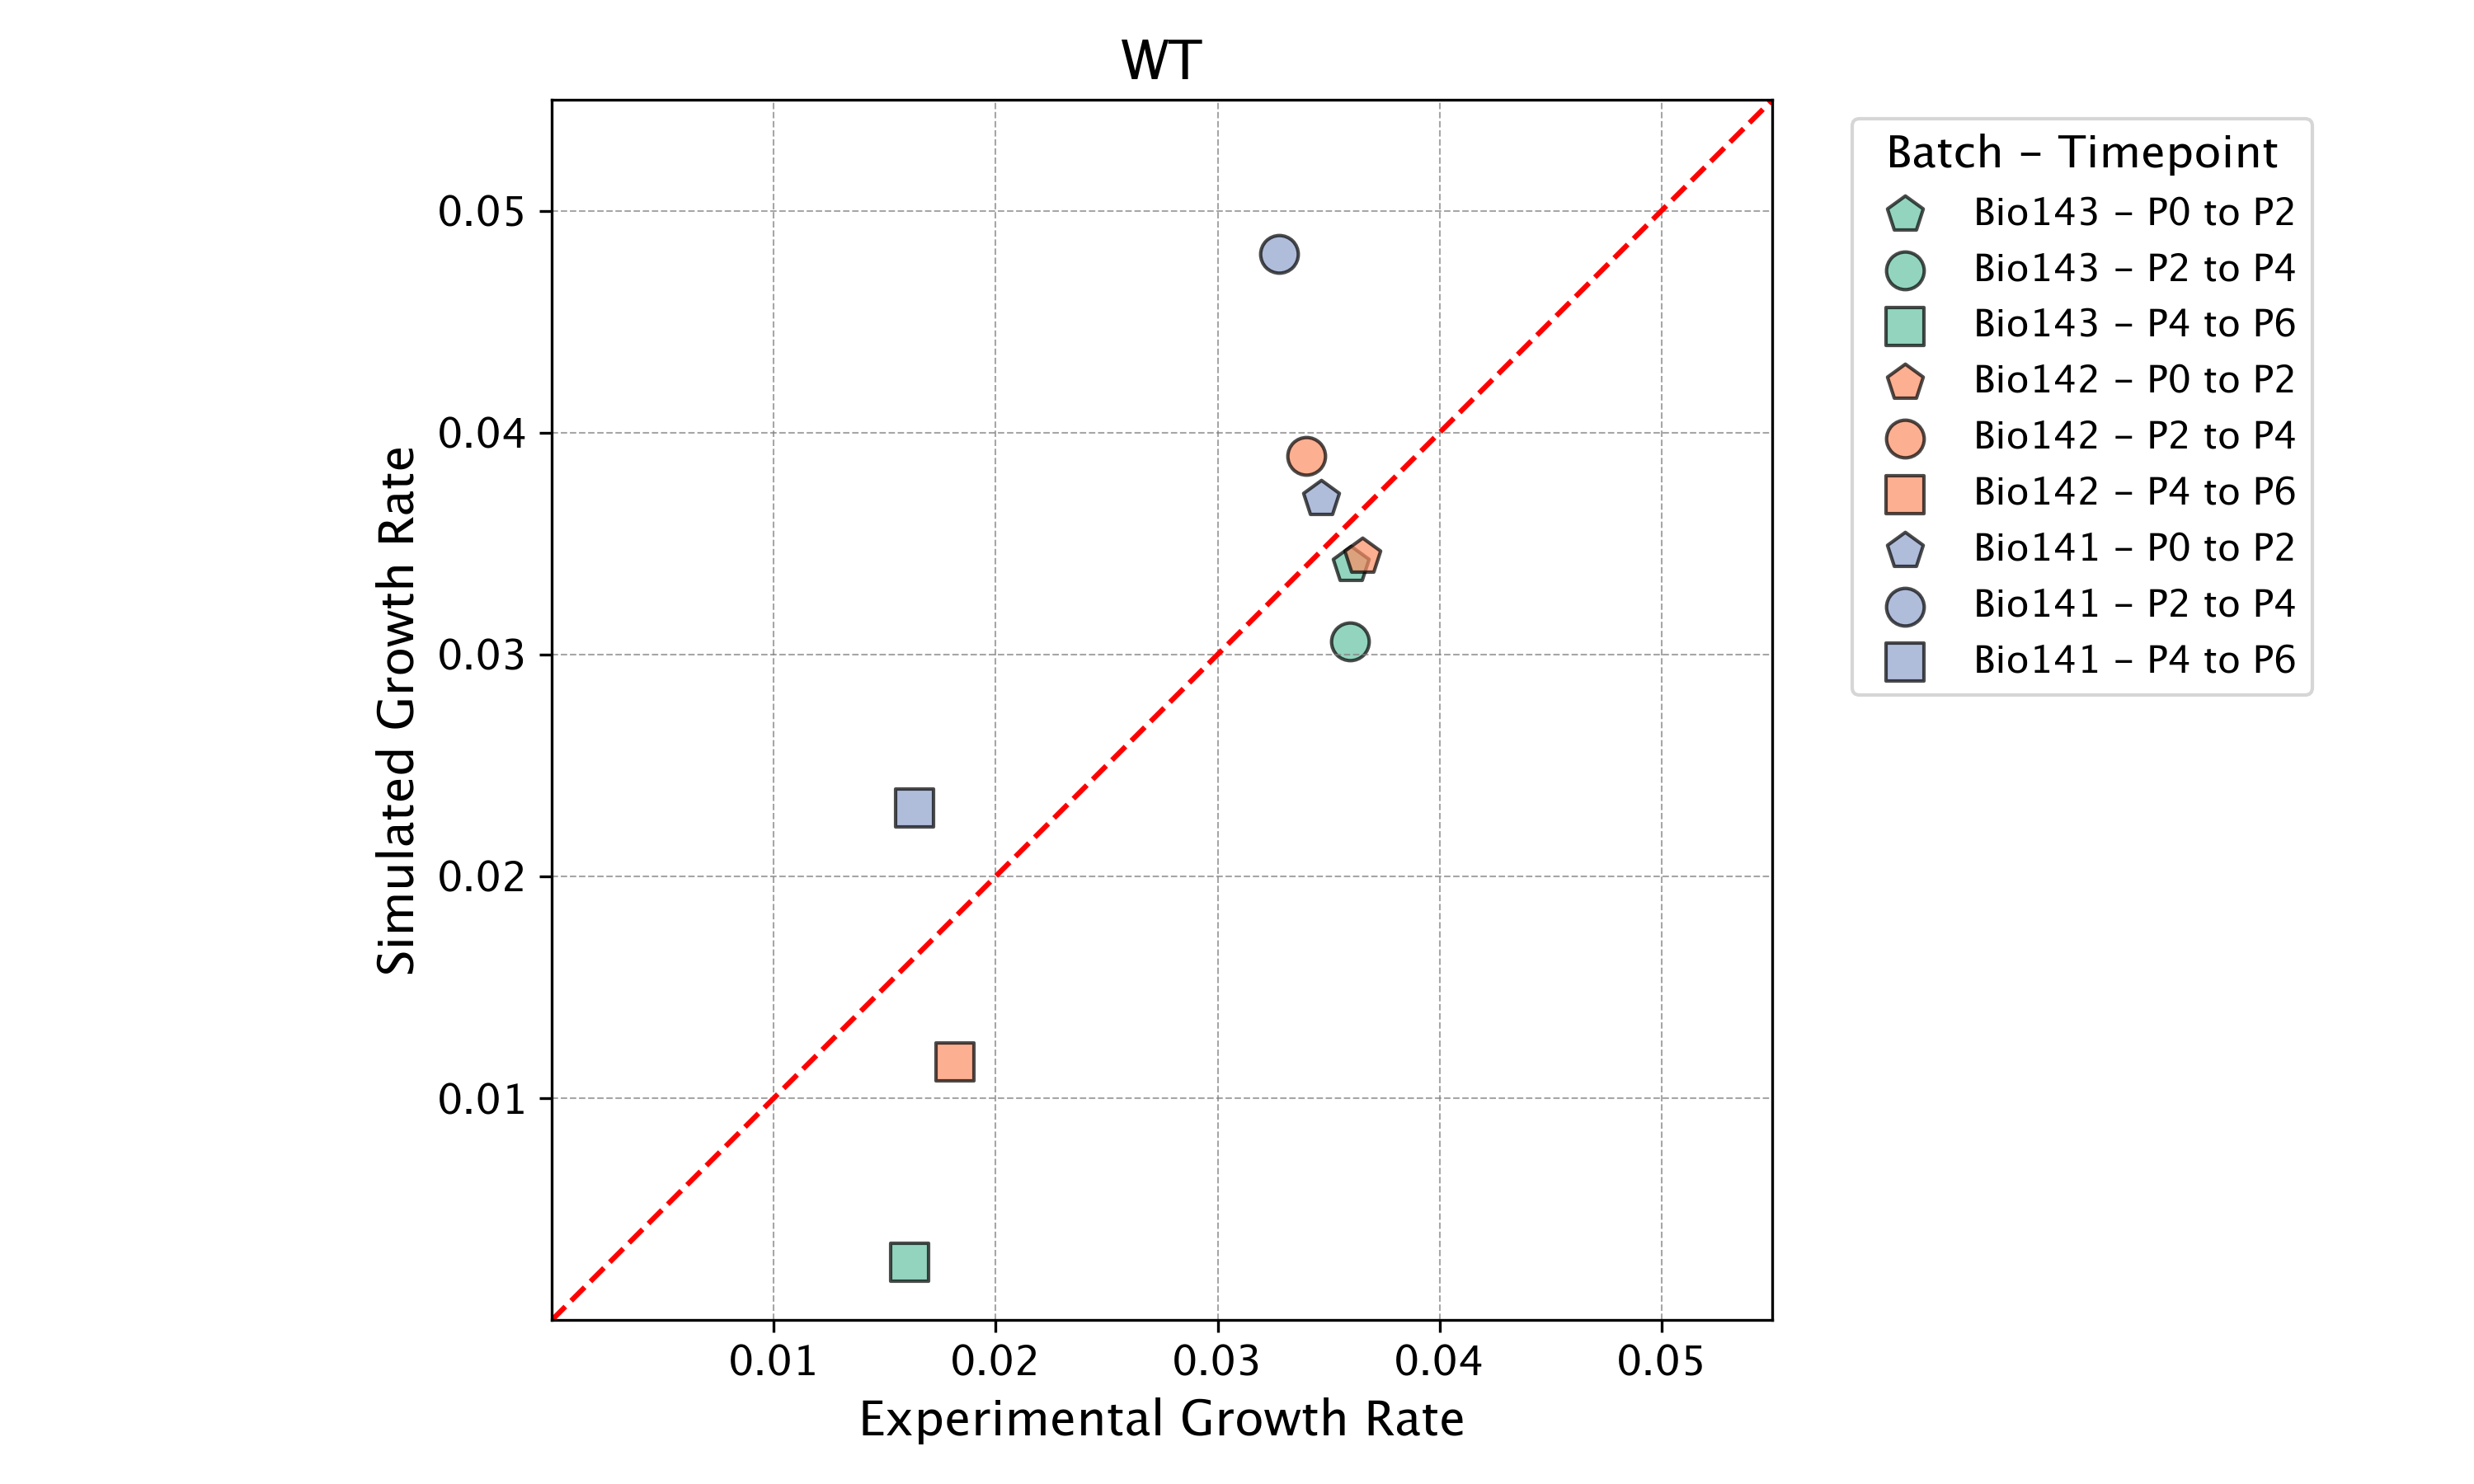 WT
Simulated Growth Rate
0.05
0.04
0.03
0.02
0.01
0.01 0.02 0.03 0.04 0.05
Experimental Growth Rate
Batch – Timepoint
Bio143 – P0 to P2
Bio143 – P2 to P4
Bio143 – P4 to P6
Bio142 – P0 to P2
Bio142 – P2 to P4
Bio142 – P4 to P6
Bio141 – P0 to P2
Bio141 – P2 to P4
Bio141 – P4 to P6